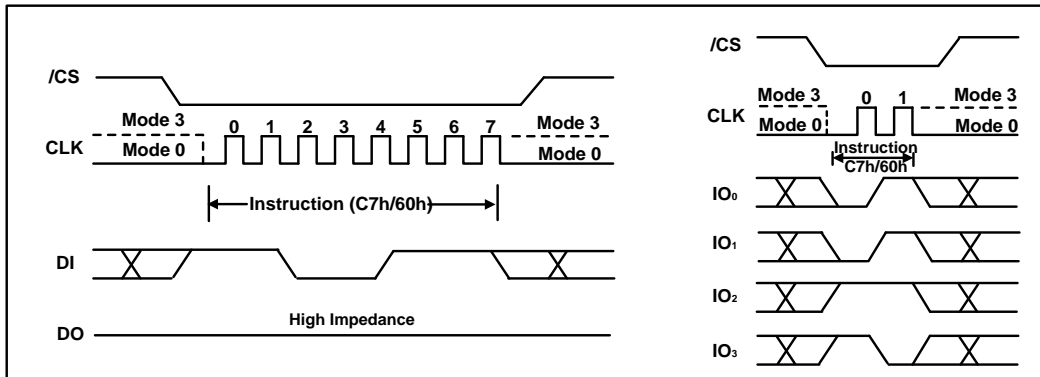 /CS
Mode 3
0 1 2 3 4 5 6 7
Mode 3
CLK
Mode 0
Mode 0
Instruction (C7h/60h)
DI
High Impedance
DO
/CS
Mode 3
0 1
Mode 3
CLK
Mode 0
Mode 0
Instruction
C7h/60h
IO0
IO1
IO2
IO3